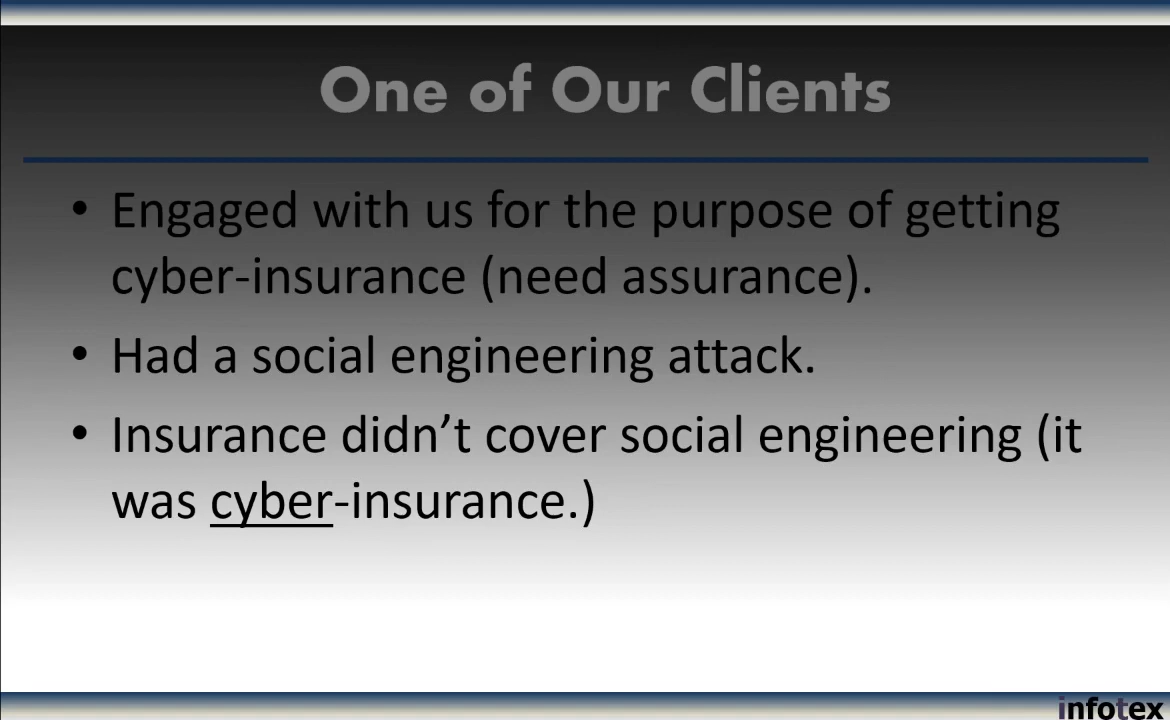 One of Our Clients
• Engaged with us for the purpose of getting
cyber-insurance (need assurance).
• Had a social engineering attack.
• Insurance didn’t cover social engineering (it
was cyber-insurance.)
infotex